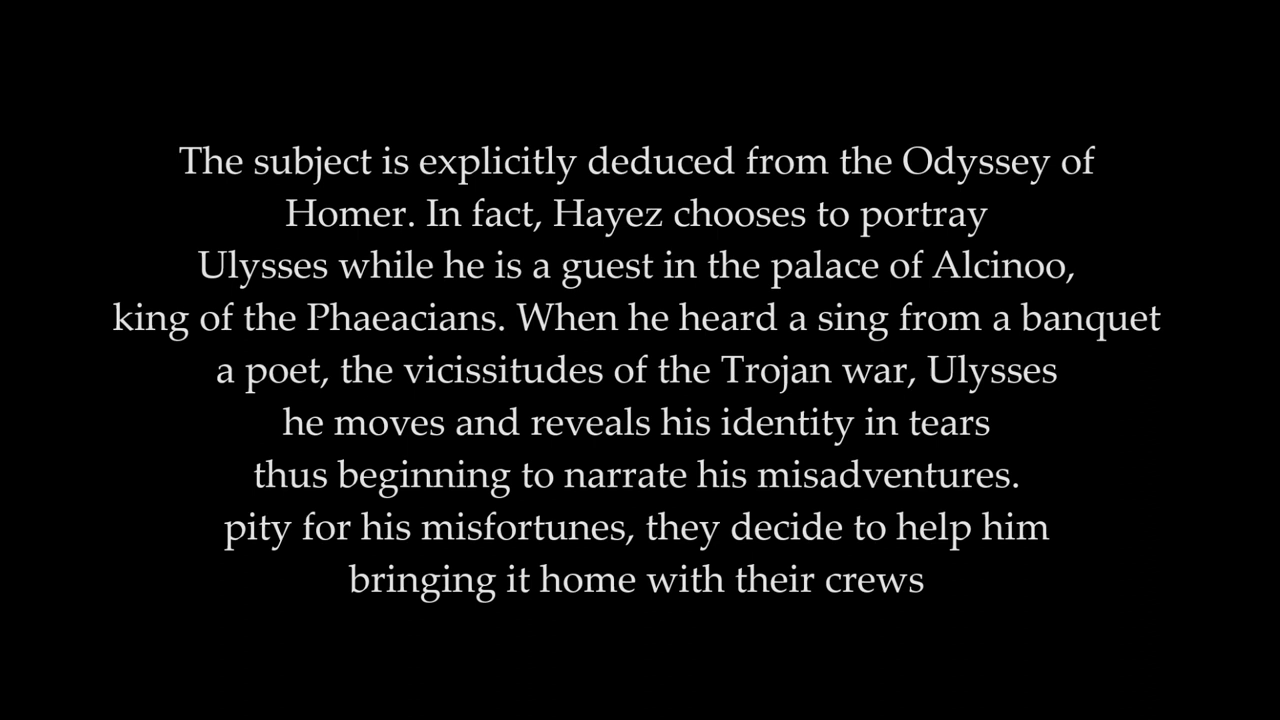 The subject is explicitly deduced from the Odyssey of
Homer. In fact, Hayez chooses to portray
Ulysses while he is a guest in the palace of Alcinoo,
king of the Phaeacians. When he heard a sing from a banquet
a poet, the vicissitudes of the Trojan war, Ulysses
he moves and reveals his identity in tears
thus beginning to narrate his misadventures.
pity for his misfortunes, they decide to help him
bringing it home with their crews